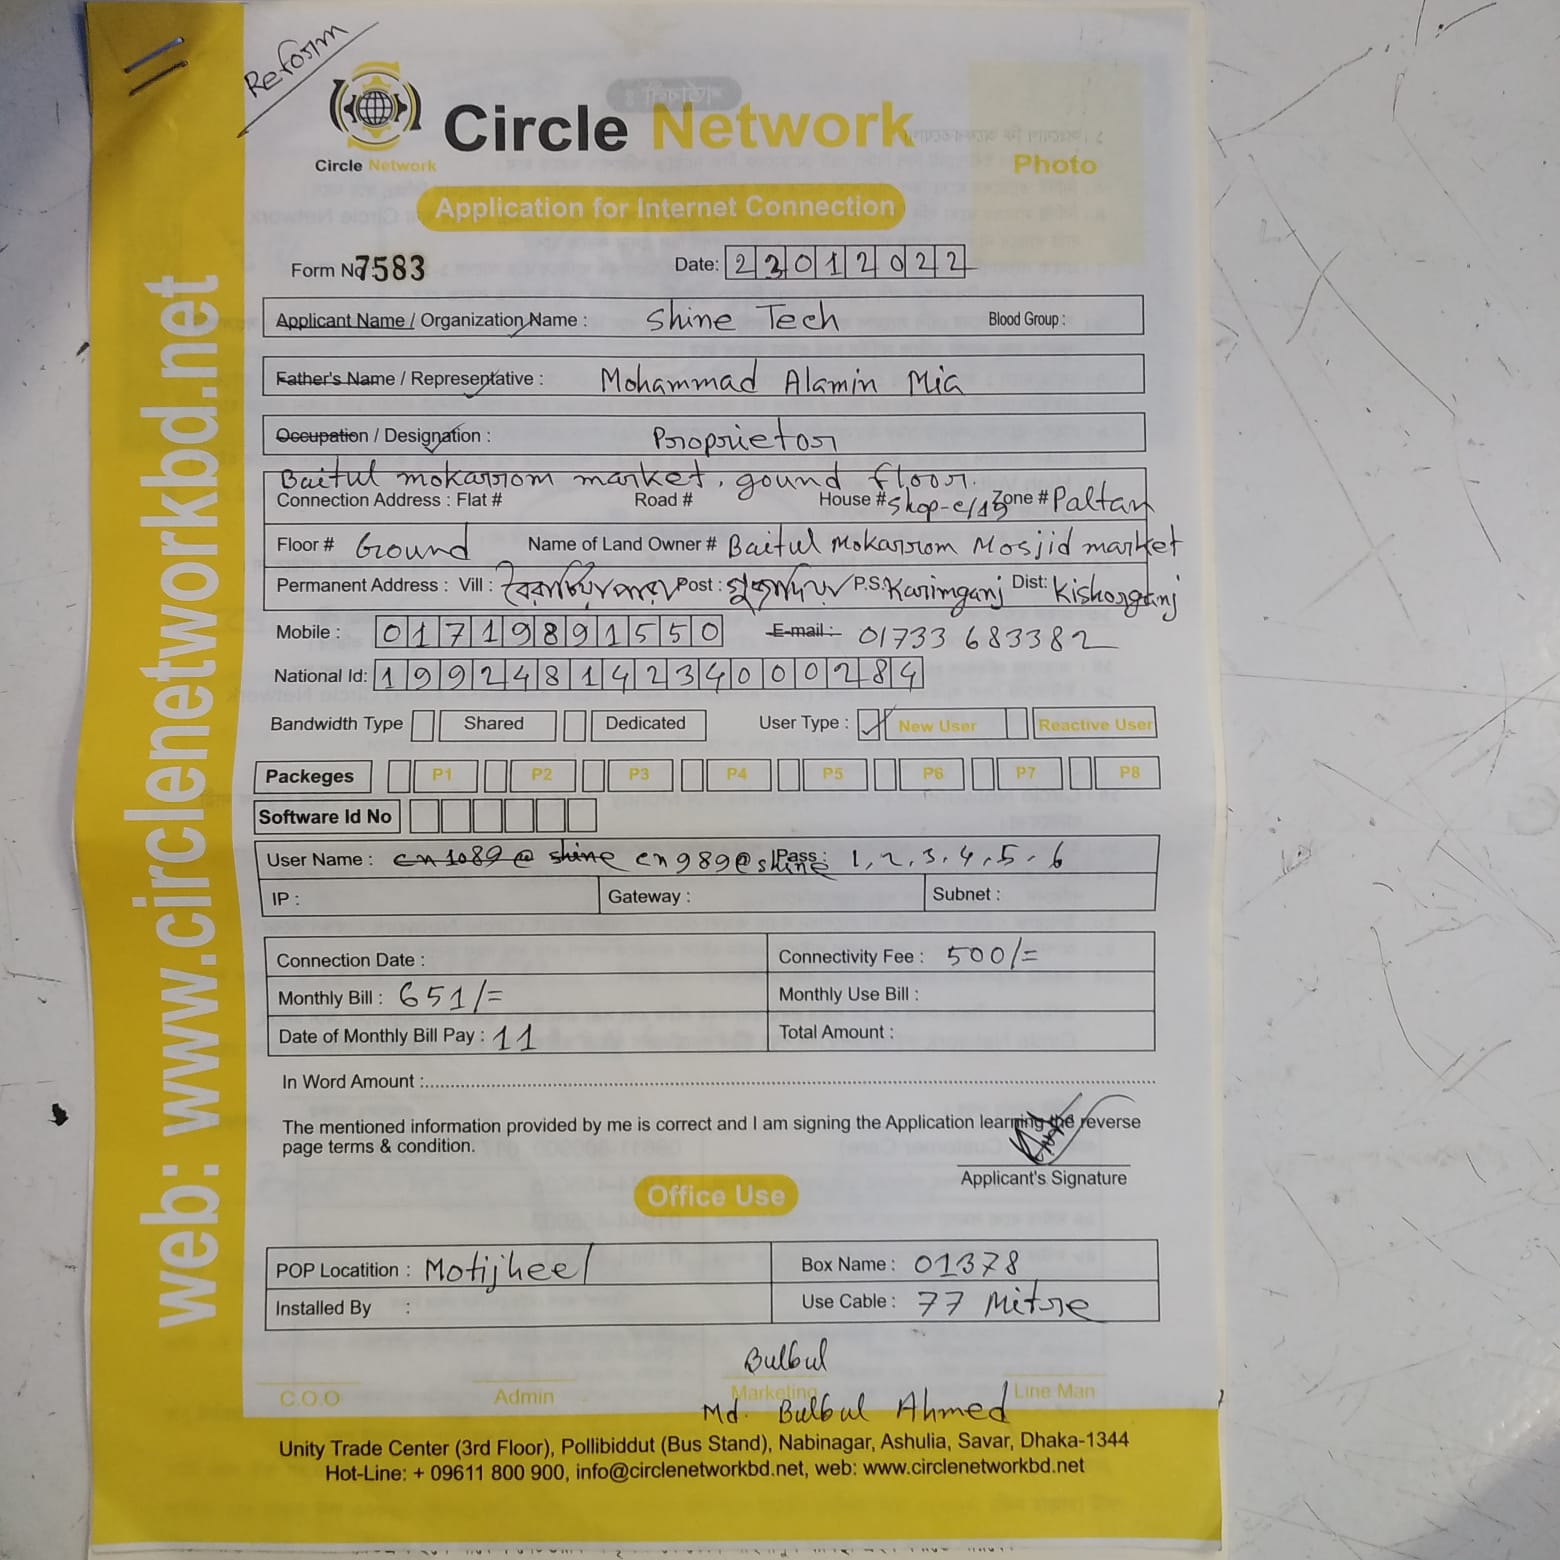 Reform
Circle Network
Circle Network
Photo
Application for Internet Connection
Form No 7583 Date: 23012022
Applicant Name / Organization Name : Shine Tech Blood Group :
Father's Name / Representative : Mohammad Alamin Mia
Occupation / Designation : Proprietor
Baitul mokarrom market, gound floor.
Connection Address : Flat # Road # House # Shop-e/15 Zone # Paltan
Floor # Ground Name of Land Owner # Baitul Mokarrom Mosjid market
Permanent Address : Vill : Post : P.S: Karimganj Dist: Kishorganj
Mobile : 01719891550 E-mail : 01733 683382
National Id: 19924814234000284
Bandwidth Type Shared Dedicated User Type : New User Reactive User
Packeges P1 P2 P3 P4 P5 P6 P7 P8
Software Id No
User Name : cn 1089 @ shine cn 989@shine Pass : 1, 2, 3, 4, 5, 6
IP : Gateway : Subnet :
Connection Date : Connectivity Fee : 500/=
Monthly Bill : 651/= Monthly Use Bill :
Date of Monthly Bill Pay : 11 Total Amount :
In Word Amount :
The mentioned information provided by me is correct and I am signing the Application learning the reverse
page terms & condition.
Applicant's Signature
Office Use
POP Locatition : Motijheel Box Name : 01378
Installed By : Use Cable : 77 Mitre
Bulbul
C.O.O Admin Marketing Line Man
Md. Bulbul Ahmed
Unity Trade Center (3rd Floor), Pollibiddut (Bus Stand), Nabinagar, Ashulia, Savar, Dhaka-1344
Hot-Line: + 09611 800 900, info@circlenetworkbd.net, web: www.circlenetworkbd.net
web: www.circlenetworkbd.net